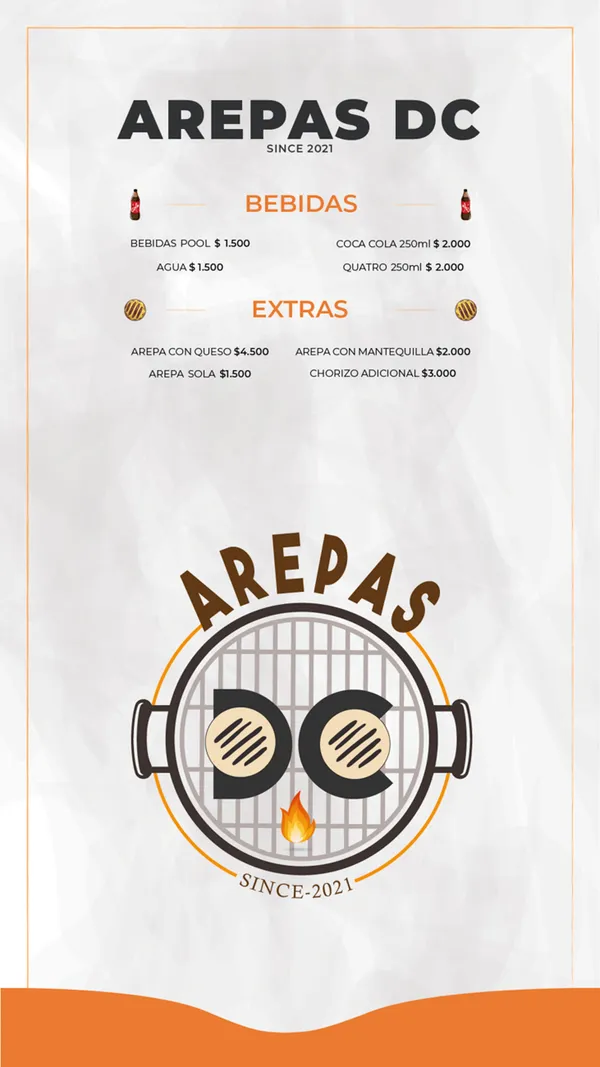 AREPAS DC
SINCE 2021
BEBIDAS
BEBIDAS POOL $ 1.500
COCA COLA 250ml $ 2.000
AGUA $ 1.500
QUATRO 250ml $ 2.000
EXTRAS
AREPA CON QUESO $4.500
AREPA CON MANTEQUILLA $2.000
AREPA SOLA $1.500
CHORIZO ADICIONAL $3.000
AREPAS
DC
SINCE-2021